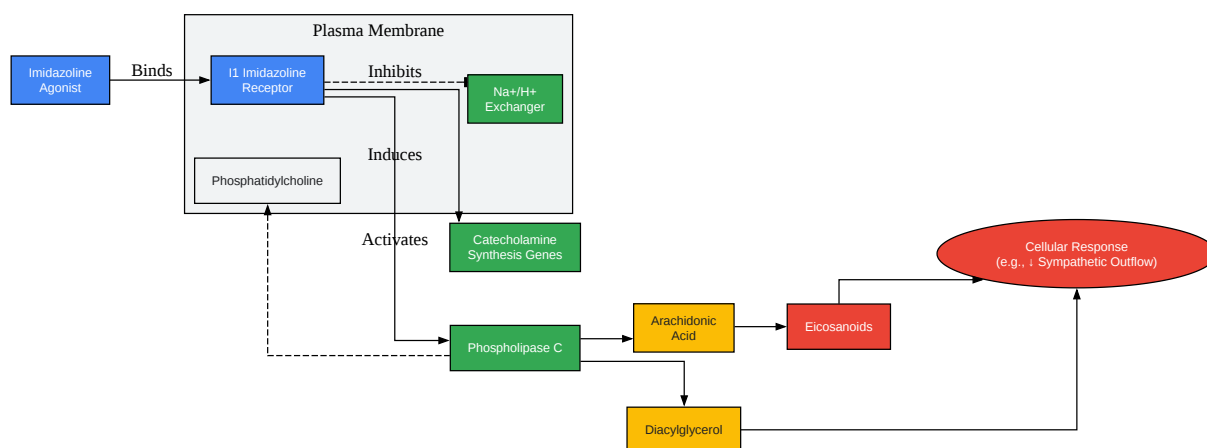 Plasma Membrane
Imidazoline
Agonist
Binds
I1 Imidazoline
Receptor
Inhibits
Na+/H+
Exchanger
Induces
Phosphatidylcholine
Activates
Catecholamine
Synthesis Genes
Cellular Response
(e.g., ↓ Sympathetic Outflow)
Phospholipase C
Arachidonic
Acid
Eicosanoids
Diacylglycerol